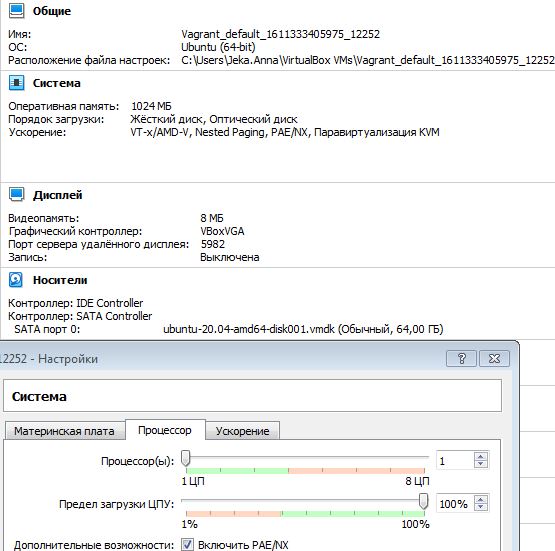 Общие
Имя: Vagrant_default_1611333405975_12252
ОС: Ubuntu (64-bit)
Расположение файла настроек: C:\Users\Jeka.Anna\VirtualBox VMs\Vagrant_default_1611333405975_12252
Система
Оперативная память: 1024 МБ
Порядок загрузки: Жёсткий диск, Оптический диск
Ускорение: VT-x/AMD-V, Nested Paging, PAE/NX, Паравиртуализация KVM
Дисплей
Видеопамять: 8 МБ
Графический контроллер: VBoxVGA
Порт сервера удалённого дисплея: 5982
Запись: Выключена
Носители
Контроллер: IDE Controller
Контроллер: SATA Controller
SATA порт 0: ubuntu-20.04-amd64-disk001.vmdk (Обычный, 64,00 ГБ)
12252 - Настройки
Система
Материнская плата Процессор Ускорение
Процессор(ы): 1
1 ЦП 8 ЦП
Предел загрузки ЦПУ: 100%
1% 100%
Дополнительные возможности: Включить PAE/NX